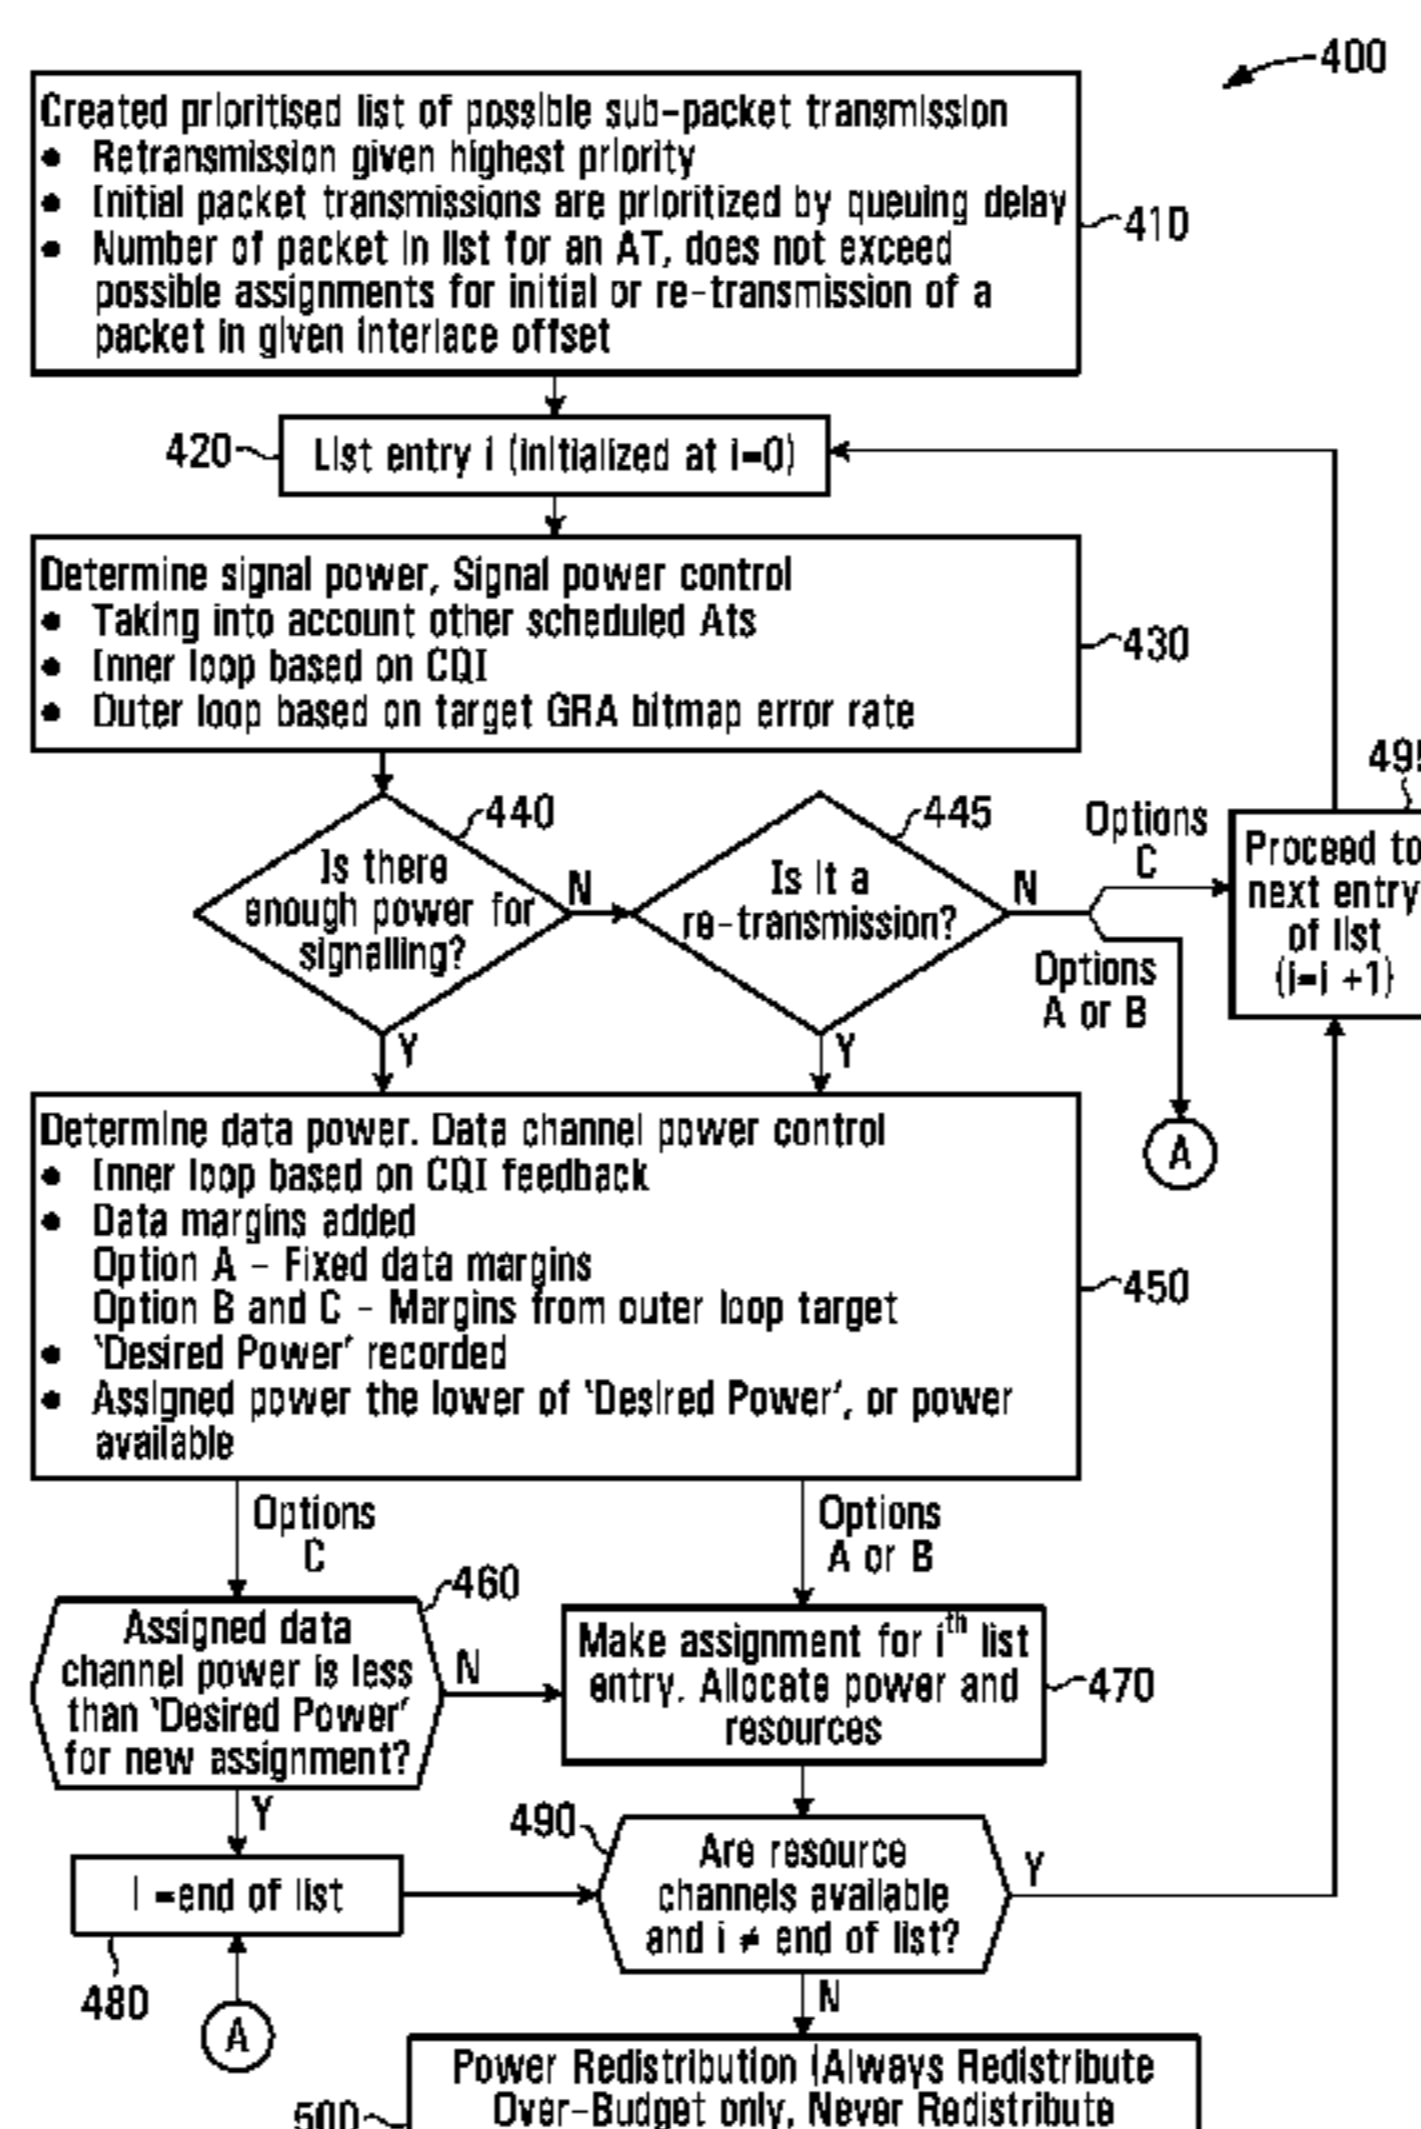 400
Created prioritised list of possible sub-packet transmission
• Retransmission given highest priority
• Initial packet transmissions are prioritized by queuing delay
• Number of packet in list for an AT, does not exceed
possible assignments for initial or re-transmission of a
packet in given interlace offset
410
420
List entry i (initialized at i=0)
Determine signal power, Signal power control
• Taking into account other scheduled Ats
• Inner loop based on CQI
• Outer loop based on target GRA bitmap error rate
430
440
Is there
enough power for
signalling?
N
Y
445
Is it a
re-transmission?
N
Y
Options
C
Options
A or B
A
Proceed to
next entry
of list
(i=i +1)
Determine data power. Data channel power control
• Inner loop based on CQI feedback
• Data margins added
Option A - Fixed data margins
Option B and C - Margins from outer loop target
• 'Desired Power' recorded
• Assigned power the lower of 'Desired Power', or power
available
450
Options
C
Options
A or B
460
Assigned data
channel power is less
than 'Desired Power'
for new assignment?
N
Y
Make assignment for ith list
entry. Allocate power and
resources
470
I =end of list
480
A
490
Are resource
channels available
and i ≠ end of list?
Y
N
500
Power Redistribution (Always Redistribute
Over-Budget only, Never Redistribute